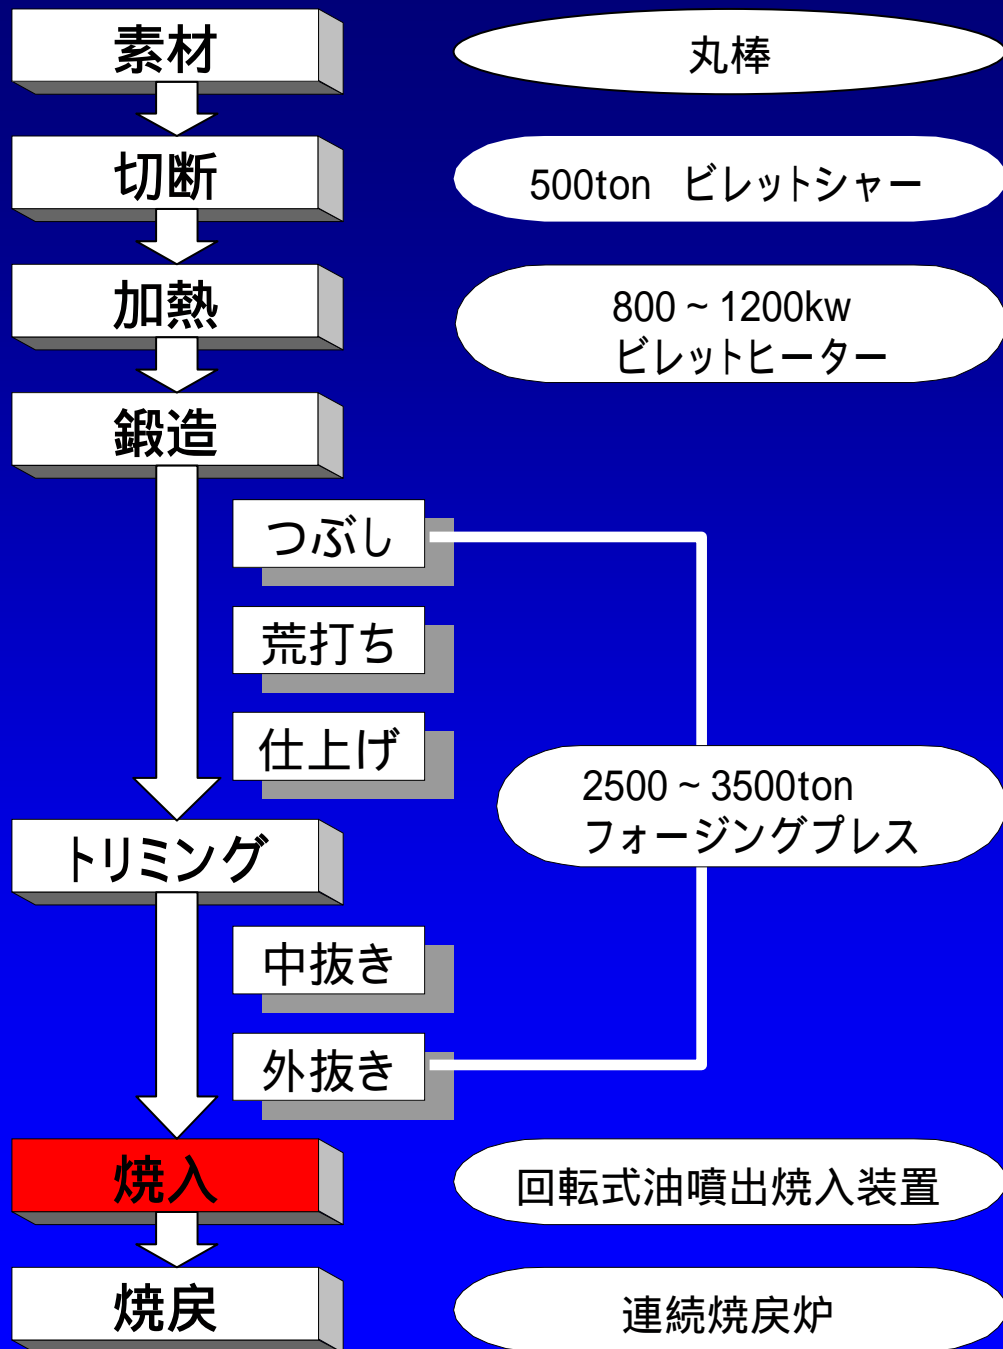 素材
丸棒
切断
500ton ビレットシャー
加熱
800 ~ 1200kw
ビレットヒーター
鍛造
つぶし
荒打ち
仕上げ
2500 ~ 3500ton
フォージングプレス
トリミング
中抜き
外抜き
焼入
回転式油噴出焼入装置
焼戻
連続焼戻炉